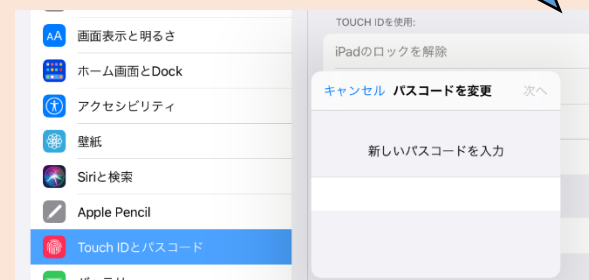 画面表示と明るさ
ホーム画面とDock
アクセシビリティ
壁紙
Siriと検索
Apple Pencil
Touch IDとパスコード
TOUCH IDを使用:
iPadのロックを解除
キャンセル パスコードを変更 次へ
新しいパスコードを入力